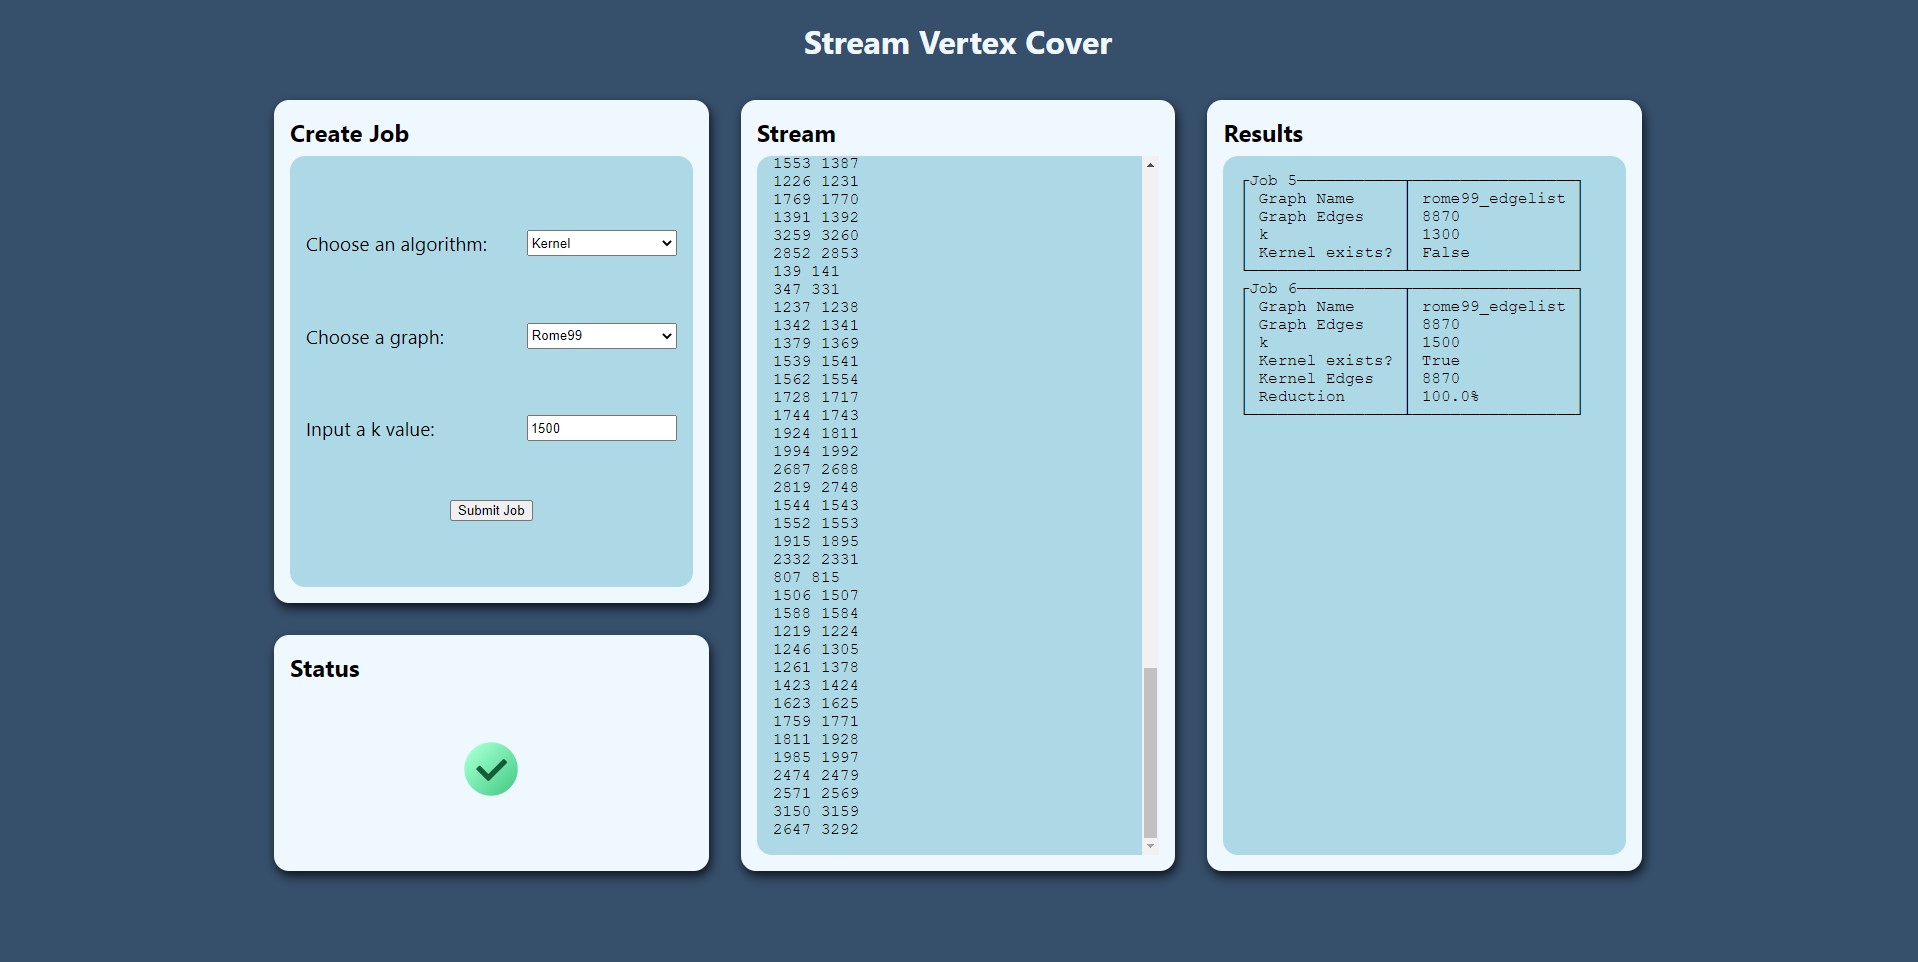 Stream Vertex Cover
Create Job
Choose an algorithm: Kernel
Choose a graph: Rome99
Input a k value: 1500
Submit Job
Status
Stream
1553 1387
1226 1231
1769 1770
1391 1392
3259 3260
2852 2853
139 141
347 331
1237 1238
1342 1341
1379 1369
1539 1541
1562 1554
1728 1717
1744 1743
1924 1811
1994 1992
2687 2688
2819 2748
1544 1543
1552 1553
1915 1895
2332 2331
807 815
1506 1507
1588 1584
1219 1224
1246 1305
1261 1378
1423 1424
1623 1625
1759 1771
1811 1928
1985 1997
2474 2479
2571 2569
3150 3159
2647 3292
Results
Job 5
Graph Name rome99_edgelist
Graph Edges 8870
k 1300
Kernel exists? False
Job 6
Graph Name rome99_edgelist
Graph Edges 8870
k 1500
Kernel exists? True
Kernel Edges 8870
Reduction 100.0%